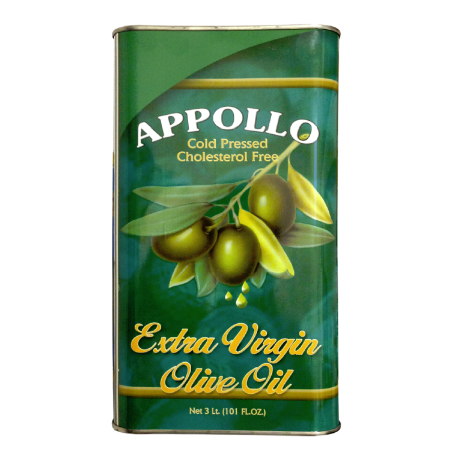 APPOLLO
Cold Pressed
Cholesterol Free
Extra Virgin
Olive Oil
Net 3 Lt. (101 FL.OZ.)